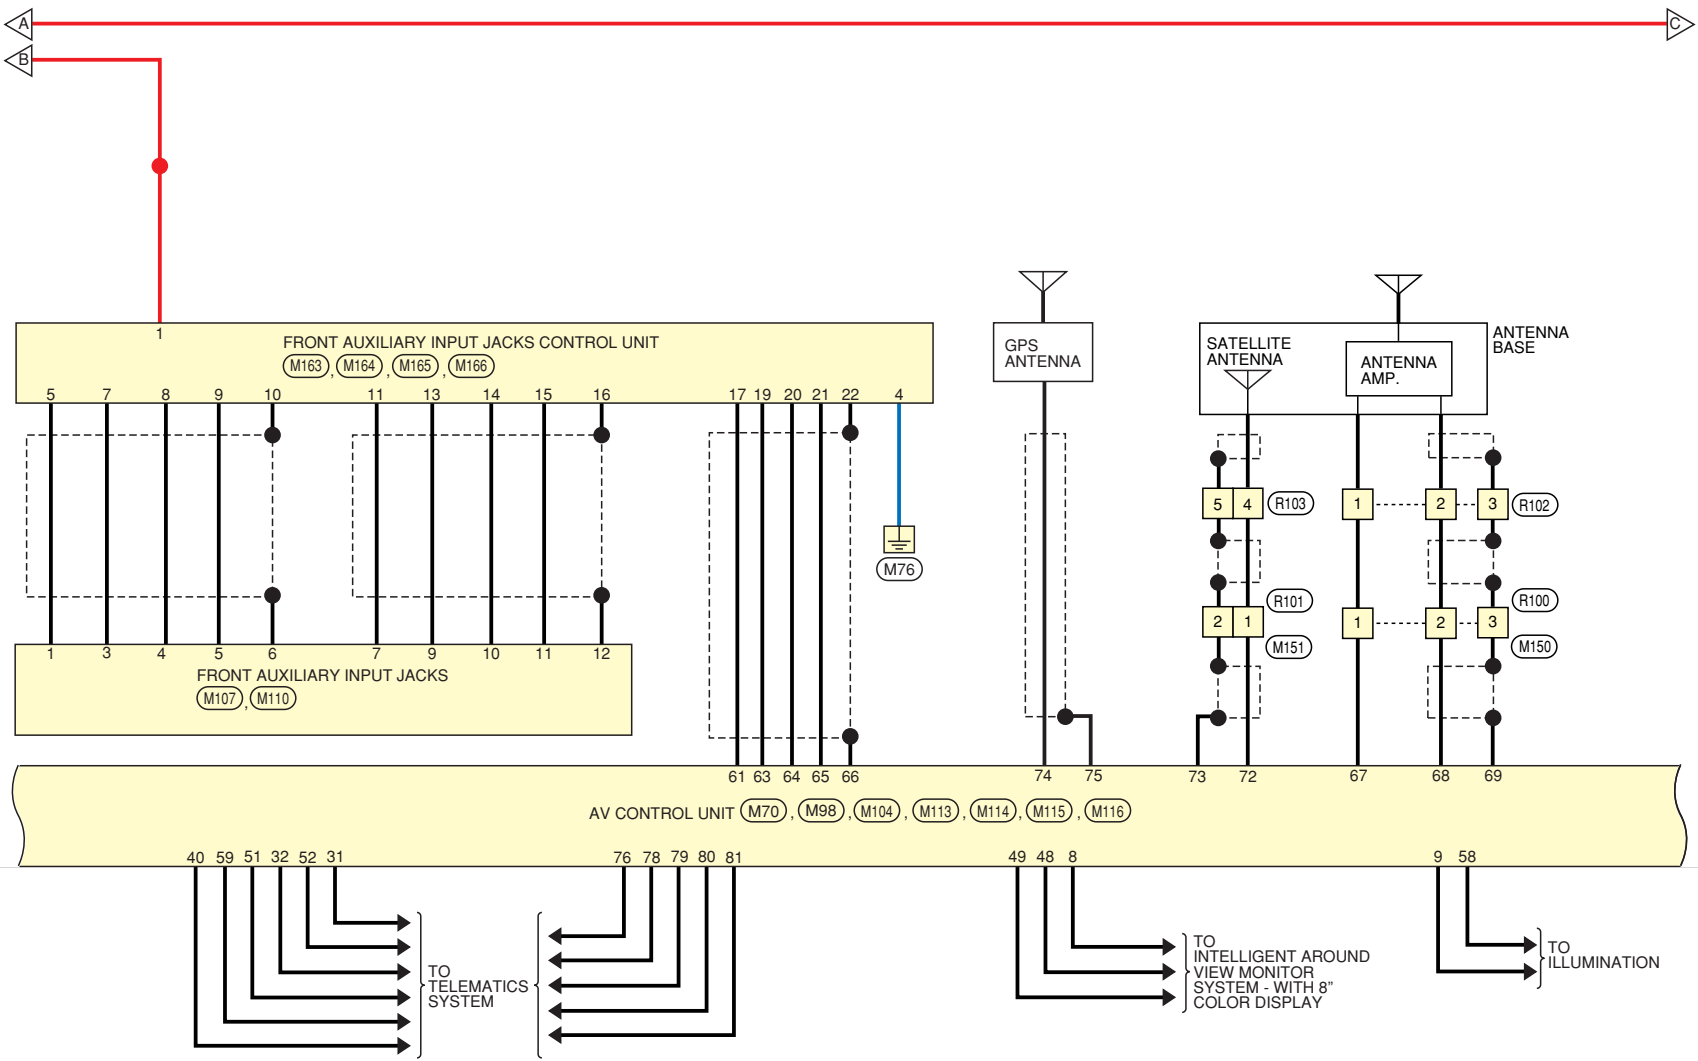 A
C
B
1
FRONT AUXILIARY INPUT JACKS CONTROL UNIT
M163 , M164 , M165 , M166
5 7 8 9 10 11 13 14 15 16 17 19 20 21 22 4
GPS
ANTENNA
SATELLITE
ANTENNA
ANTENNA
AMP.
ANTENNA
BASE
5 4 R103
1 2 3 R102
M76
R101
2 1
M151
R100
1 2 3
M150
1 3 4 5 6 7 9 10 11 12
FRONT AUXILIARY INPUT JACKS
M107 , M110
61 63 64 65 66 74 75 73 72 67 68 69
AV CONTROL UNIT M70 , M98 , M104 , M113 , M114 , M115 , M116
40 59 51 32 52 31 76 78 79 80 81 49 48 8 9 58
TO
TELEMATICS
SYSTEM
TO
INTELLIGENT AROUND
VIEW MONITOR
SYSTEM - WITH 8”
COLOR DISPLAY
TO
ILLUMINATION